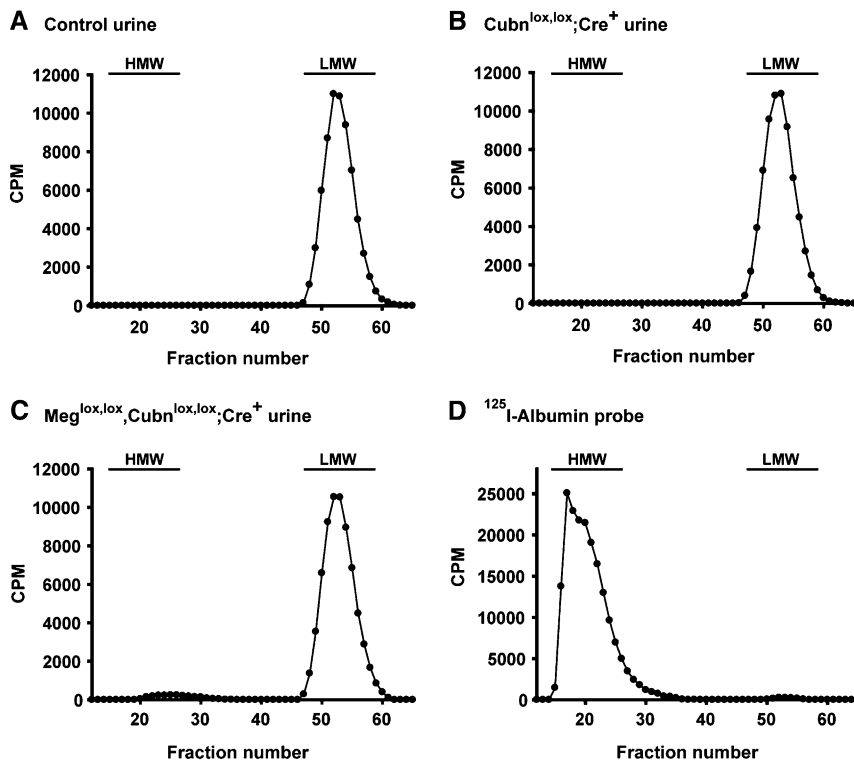 A Control urine
HMW LMW
12000
10000
8000
6000
4000
2000
0
CPM
20 30 40 50 60
Fraction number
B Cubn^lox,lox;Cre^+ urine
HMW LMW
12000
10000
8000
6000
4000
2000
0
CPM
20 30 40 50 60
Fraction number
C Meg^lox,lox,Cubn^lox,lox;Cre^+ urine
HMW LMW
12000
10000
8000
6000
4000
2000
0
CPM
20 30 40 50 60
Fraction number
D ^125I-Albumin probe
HMW LMW
25000
20000
15000
10000
5000
0
CPM
20 30 40 50 60
Fraction number